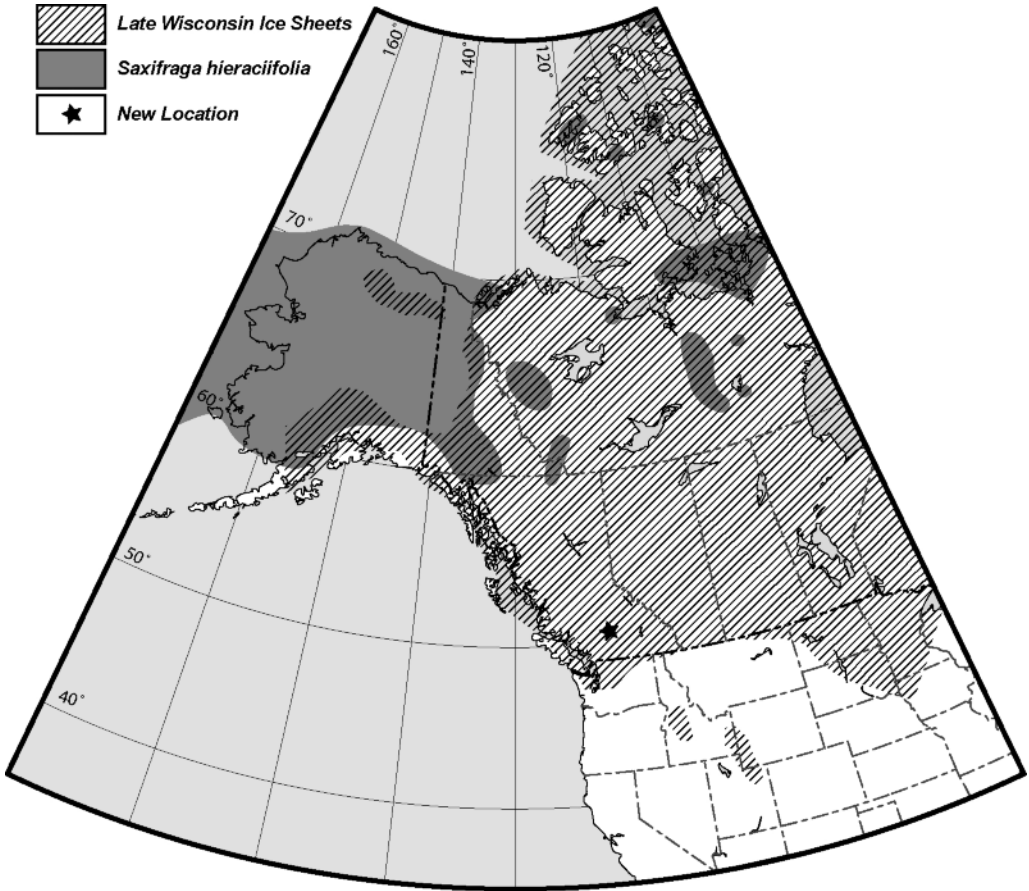 Late Wisconsin Ice Sheets
Saxifraga hieraciifolia
New Location
160°
140°
120°
70°
60°
50°
40°